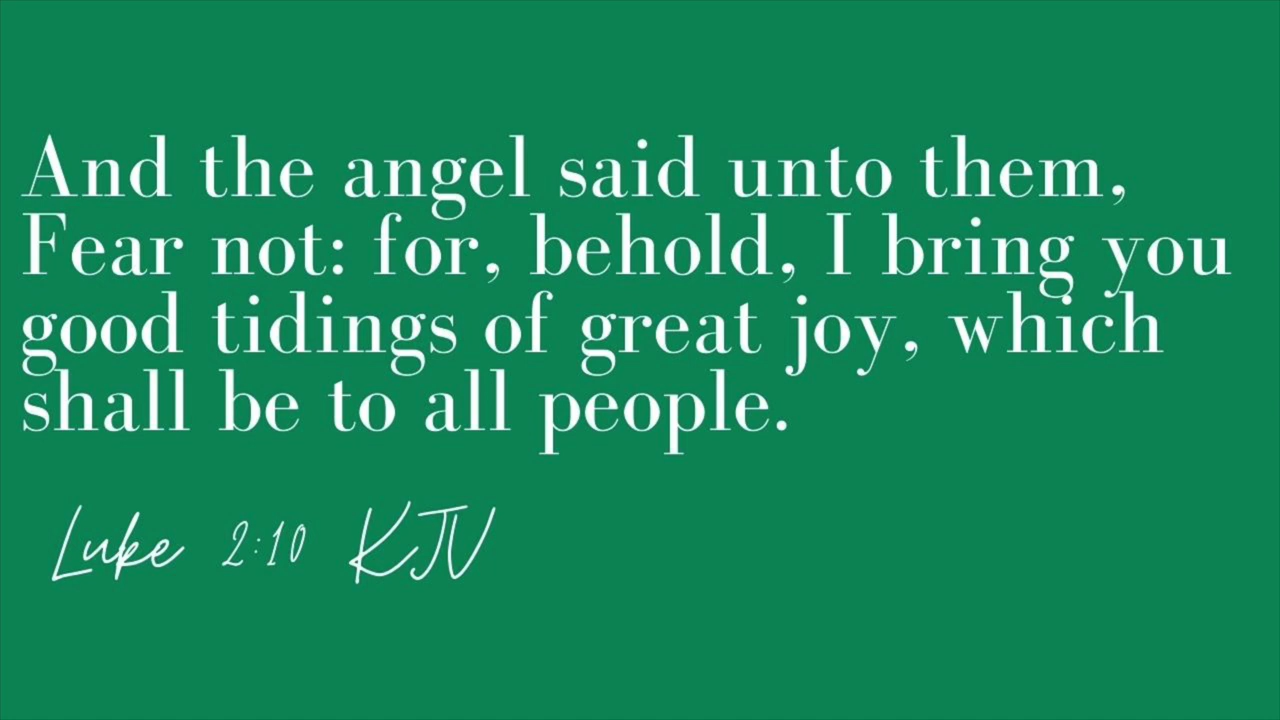 And the angel said unto them,
Fear not: for, behold, I bring you
good tidings of great joy, which
shall be to all people.
Luke 2:10 KJV